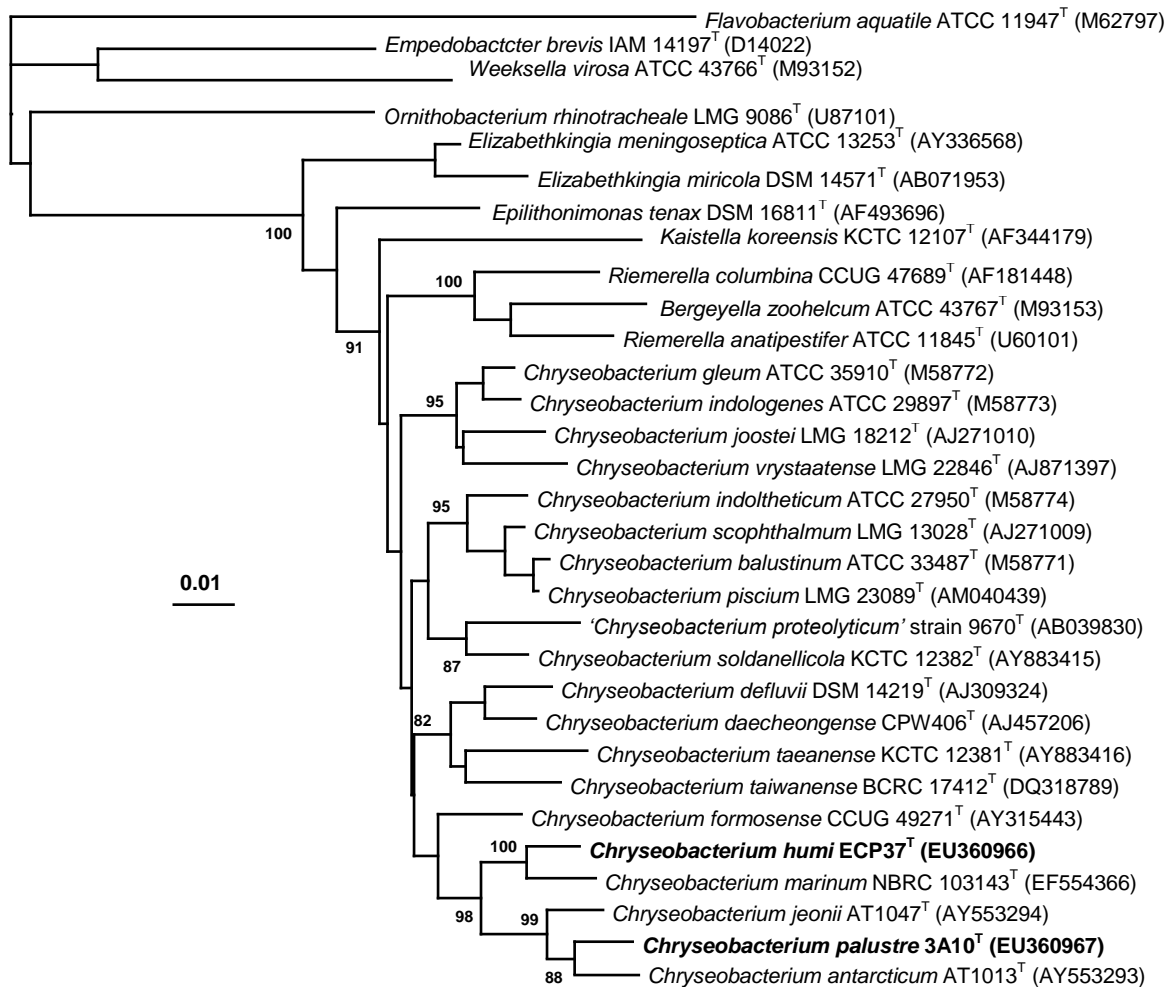 Flavobacterium aquatile ATCC 11947T (M62797)
Empedobactcter brevis IAM 14197T (D14022)
Weeksella virosa ATCC 43766T (M93152)
Ornithobacterium rhinotracheale LMG 9086T (U87101)
Elizabethkingia meningoseptica ATCC 13253T (AY336568)
Elizabethkingia miricola DSM 14571T (AB071953)
Epilithonimonas tenax DSM 16811T (AF493696)
100
Kaistella koreensis KCTC 12107T (AF344179)
Riemerella columbina CCUG 47689T (AF181448)
100
Bergeyella zoohelcum ATCC 43767T (M93153)
Riemerella anatipestifer ATCC 11845T (U60101)
91
Chryseobacterium gleum ATCC 35910T (M58772)
95
Chryseobacterium indologenes ATCC 29897T (M58773)
Chryseobacterium joostei LMG 18212T (AJ271010)
Chryseobacterium vrystaatense LMG 22846T (AJ871397)
Chryseobacterium indoltheticum ATCC 27950T (M58774)
95
Chryseobacterium scophthalmum LMG 13028T (AJ271009)
Chryseobacterium balustinum ATCC 33487T (M58771)
0.01
Chryseobacterium piscium LMG 23089T (AM040439)
‘Chryseobacterium proteolyticum’ strain 9670T (AB039830)
Chryseobacterium soldanellicola KCTC 12382T (AY883415)
87
Chryseobacterium defluvii DSM 14219T (AJ309324)
82
Chryseobacterium daecheongense CPW406T (AJ457206)
Chryseobacterium taeanense KCTC 12381T (AY883416)
Chryseobacterium taiwanense BCRC 17412T (DQ318789)
Chryseobacterium formosense CCUG 49271T (AY315443)
100
Chryseobacterium humi ECP37T (EU360966)
Chryseobacterium marinum NBRC 103143T (EF554366)
98
99
Chryseobacterium jeonii AT1047T (AY553294)
Chryseobacterium palustre 3A10T (EU360967)
88
Chryseobacterium antarcticum AT1013T (AY553293)